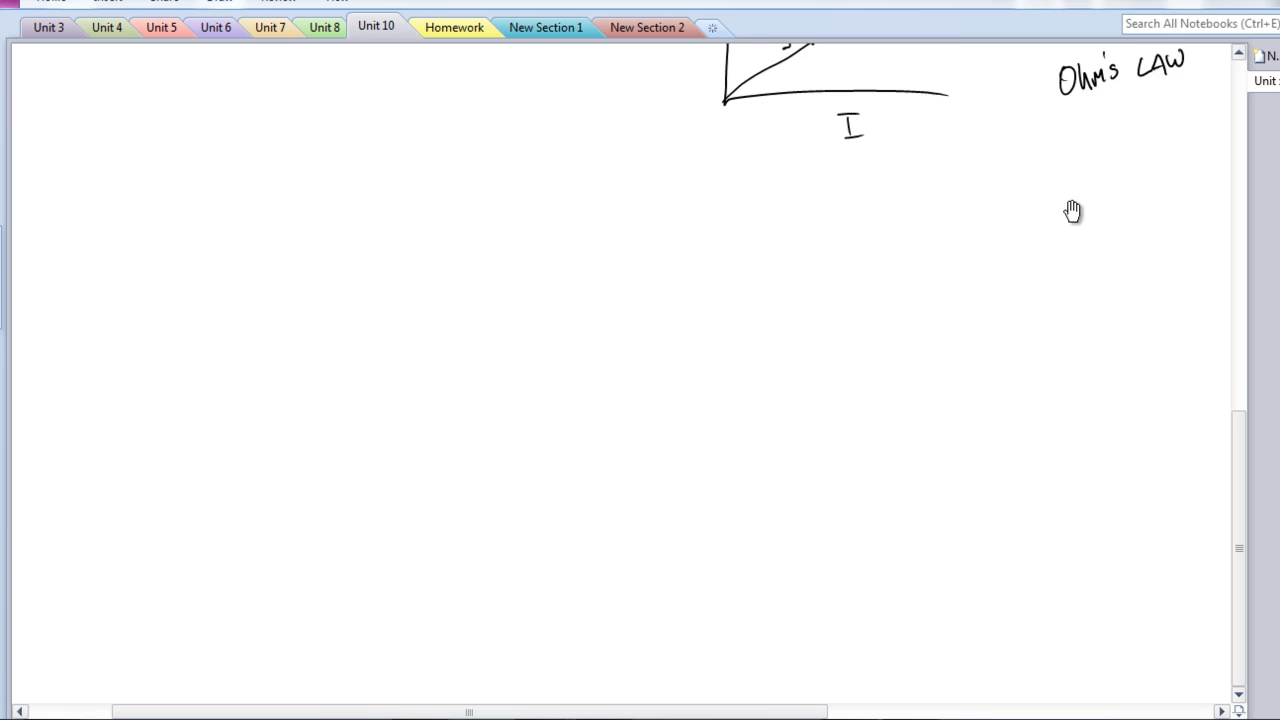 Unit 3 Unit 4 Unit 5 Unit 6 Unit 7 Unit 8 Unit 10 Homework New Section 1 New Section 2 Search All Notebooks (Ctrl+E)
N.
Ohm's LAW
Unit
I